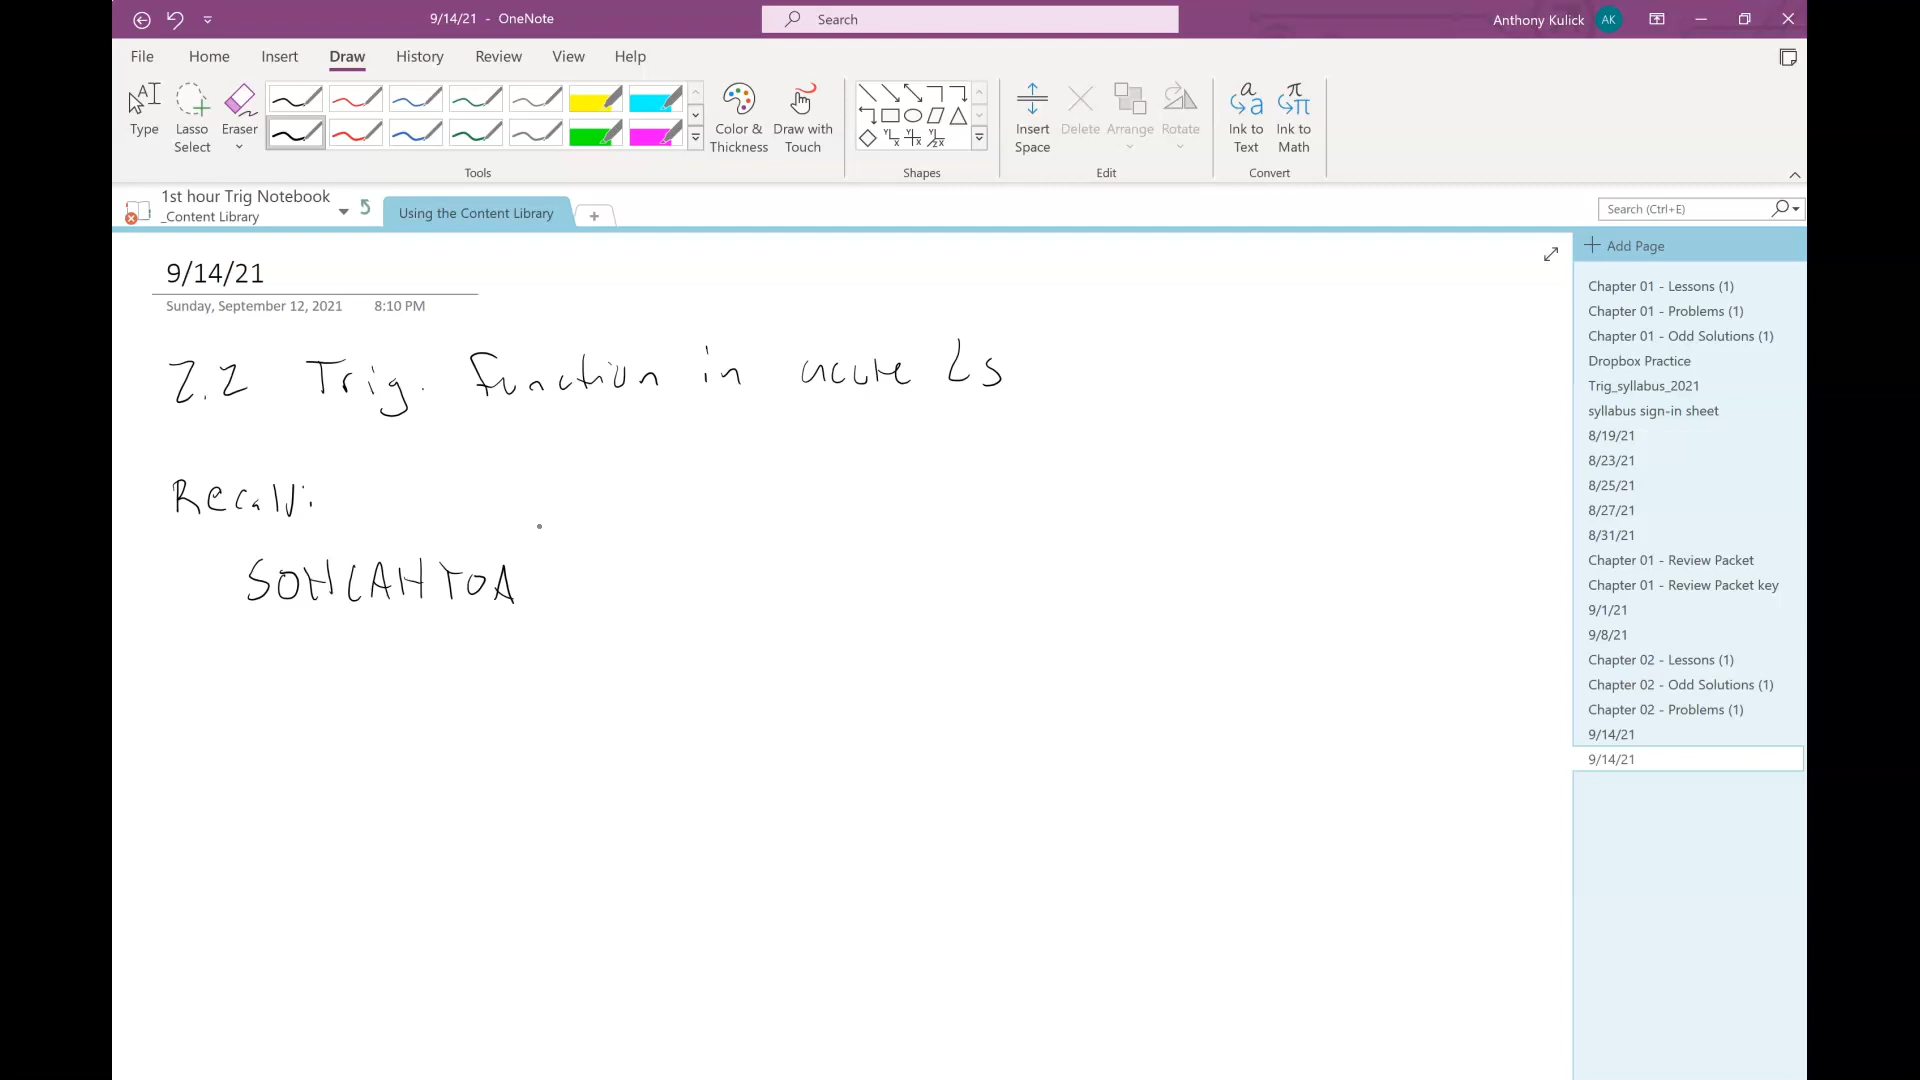 9/14/21 - OneNote
Search
Anthony Kulick
AK
File Home Insert Draw History Review View Help
Type
Lasso Select
Eraser
Color & Thickness
Draw with Touch
Insert Space
Delete
Arrange
Rotate
Ink to Text
Ink to Math
Tools
Shapes
Edit
Convert
1st hour Trig Notebook
_Content Library
Using the Content Library
Search (Ctrl+E)
9/14/21
Sunday, September 12, 2021 8:10 PM
2.2 Trig. function in acute ∠s
Recall:
SOHCAHTOA
Add Page
Chapter 01 - Lessons (1)
Chapter 01 - Problems (1)
Chapter 01 - Odd Solutions (1)
Dropbox Practice
Trig_syllabus_2021
syllabus sign-in sheet
8/19/21
8/23/21
8/25/21
8/27/21
8/31/21
Chapter 01 - Review Packet
Chapter 01 - Review Packet key
9/1/21
9/8/21
Chapter 02 - Lessons (1)
Chapter 02 - Odd Solutions (1)
Chapter 02 - Problems (1)
9/14/21
9/14/21